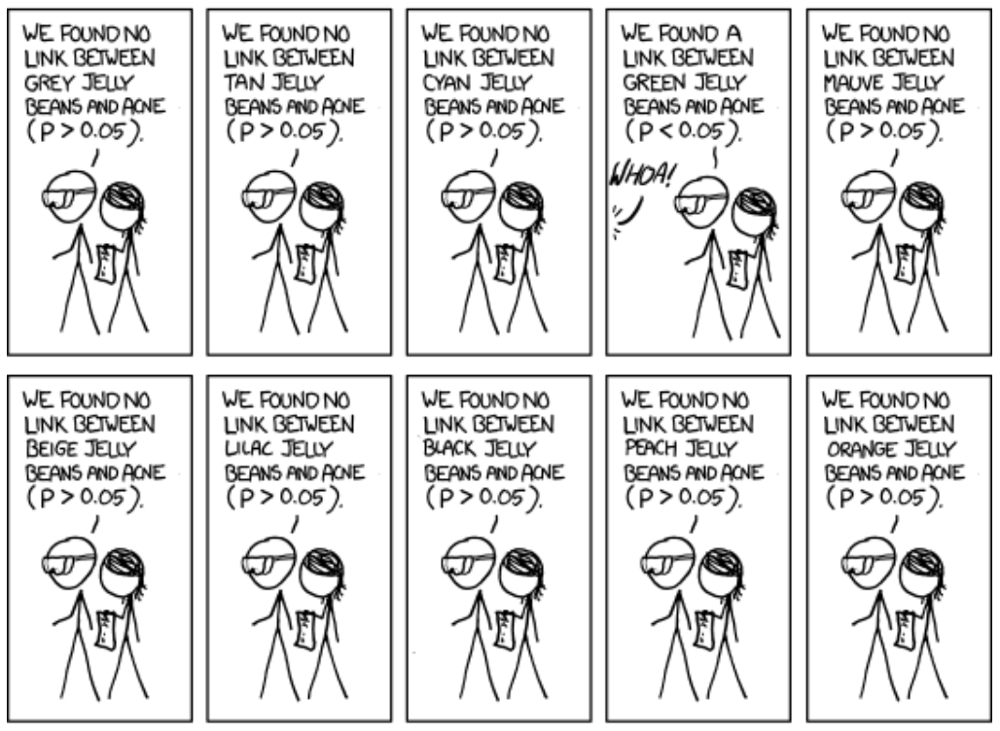 WE FOUND NO
LINK BETWEEN
GREY JELLY
BEANS AND ACNE
(P > 0.05).
WE FOUND NO
LINK BETWEEN
TAN JELLY
BEANS AND ACNE
(P > 0.05).
WE FOUND NO
LINK BETWEEN
CYAN JELLY
BEANS AND ACNE
(P > 0.05).
WE FOUND A
LINK BETWEEN
GREEN JELLY
BEANS AND ACNE
(P < 0.05).
WHOA!
WE FOUND NO
LINK BETWEEN
MAUVE JELLY
BEANS AND ACNE
(P > 0.05).
WE FOUND NO
LINK BETWEEN
BEIGE JELLY
BEANS AND ACNE
(P > 0.05).
WE FOUND NO
LINK BETWEEN
LILAC JELLY
BEANS AND ACNE
(P > 0.05).
WE FOUND NO
LINK BETWEEN
BLACK JELLY
BEANS AND ACNE
(P > 0.05).
WE FOUND NO
LINK BETWEEN
PEACH JELLY
BEANS AND ACNE
(P > 0.05).
WE FOUND NO
LINK BETWEEN
ORANGE JELLY
BEANS AND ACNE
(P > 0.05).